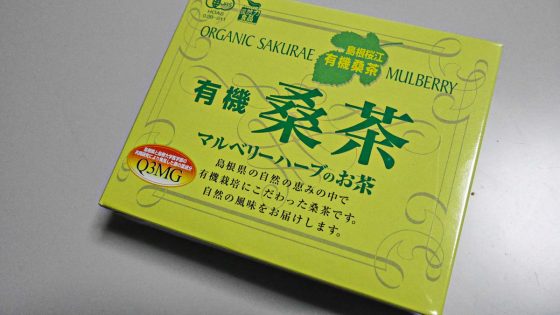 ORGANIC SAKURAE MULBERRY
島根桜江
有機桑茶
有機 桑茶
マルベリーハーブのお茶
Q3MG
島根県の自然の恵みの中で
有機栽培にこだわった桑茶です。
自然の風味をお届けします。